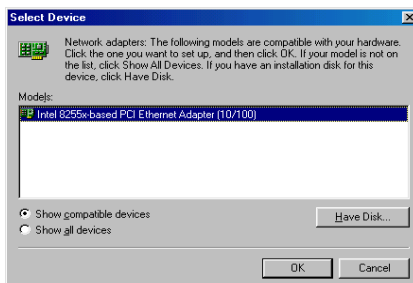 Select Device
Network adapters: The following models are compatible with your hardware.
Click the one you want to set up, and then click OK. If your model is not on
the list, click Show All Devices. If you have an installation disk for this
device, click Have Disk.
Models:
Intel 8255x-based PCI Ethernet Adapter (10/100)
Show compatible devices
Show all devices
Have Disk...
OK
Cancel